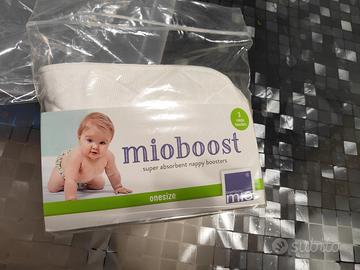 mioboost
super absorbent nappy boosters
onesize
mio
subito